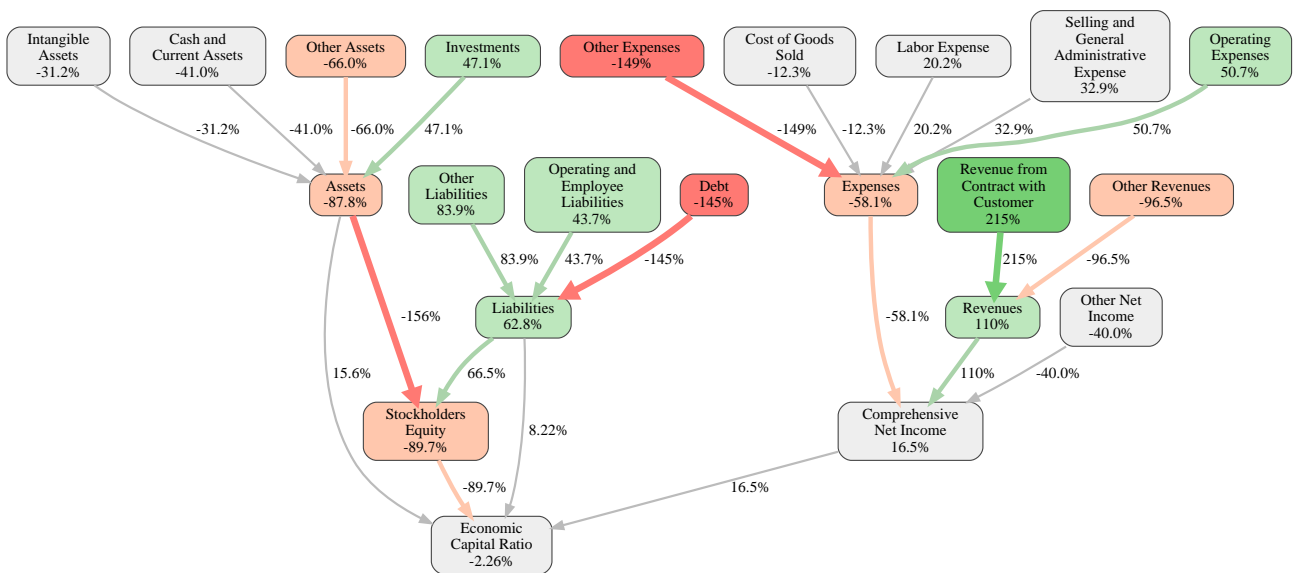 Intangible
Assets
-31.2%
Cash and
Current Assets
-41.0%
Other Assets
-66.0%
Investments
47.1%
Other Expenses
-149%
Cost of Goods
Sold
-12.3%
Labor Expense
20.2%
Selling and
General
Administrative
Expense
32.9%
Operating
Expenses
50.7%
-31.2%
-41.0%
-66.0%
47.1%
-149%
-12.3%
20.2%
32.9%
50.7%
Assets
-87.8%
Other
Liabilities
83.9%
Operating and
Employee
Liabilities
43.7%
Debt
-145%
Expenses
-58.1%
Revenue from
Contract with
Customer
215%
Other Revenues
-96.5%
83.9%
43.7%
-145%
215%
-96.5%
-156%
Liabilities
62.8%
-58.1%
Revenues
110%
Other Net
Income
-40.0%
15.6%
66.5%
110%
-40.0%
Stockholders
Equity
-89.7%
8.22%
Comprehensive
Net Income
16.5%
-89.7%
16.5%
Economic
Capital Ratio
-2.26%